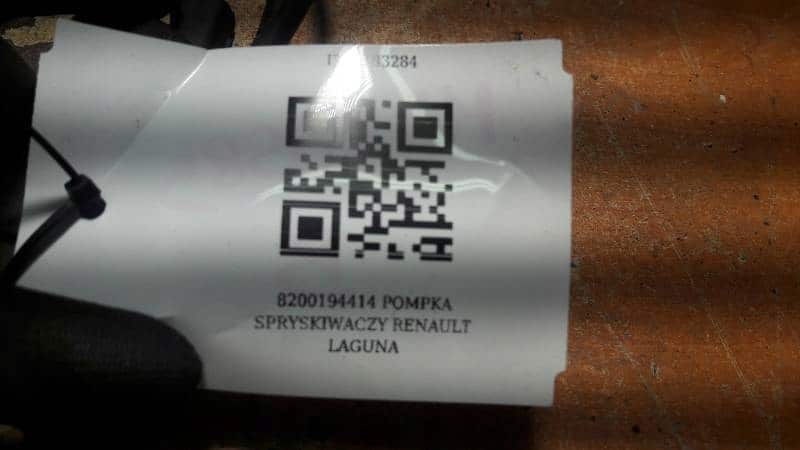 8200194414 POMPKA
SPRYSKIWACZY RENAULT
LAGUNA